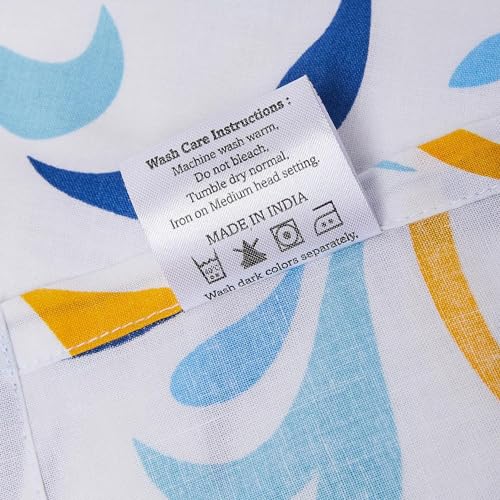 Wash Care Instructions :
Machine wash warm,
Do not bleach.
Tumble dry normal,
Iron on Medium head setting.
MADE IN INDIA
40°C
Wash dark colors separately.